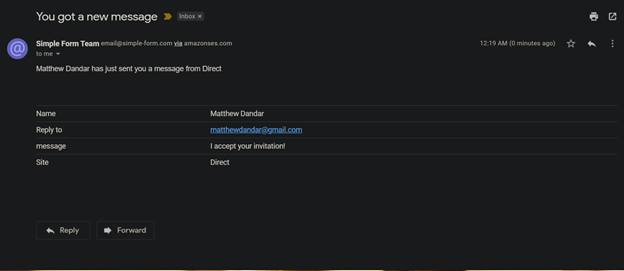 You got a new message Inbox ×
Simple Form Team email@simple-form.com via amazonses.com 12:19 AM (0 minutes ago)
to me
Matthew Dandar has just sent you a message from Direct
Name Matthew Dandar
Reply to matthewdandar@gmail.com
message I accept your invitation!
Site Direct
Reply Forward